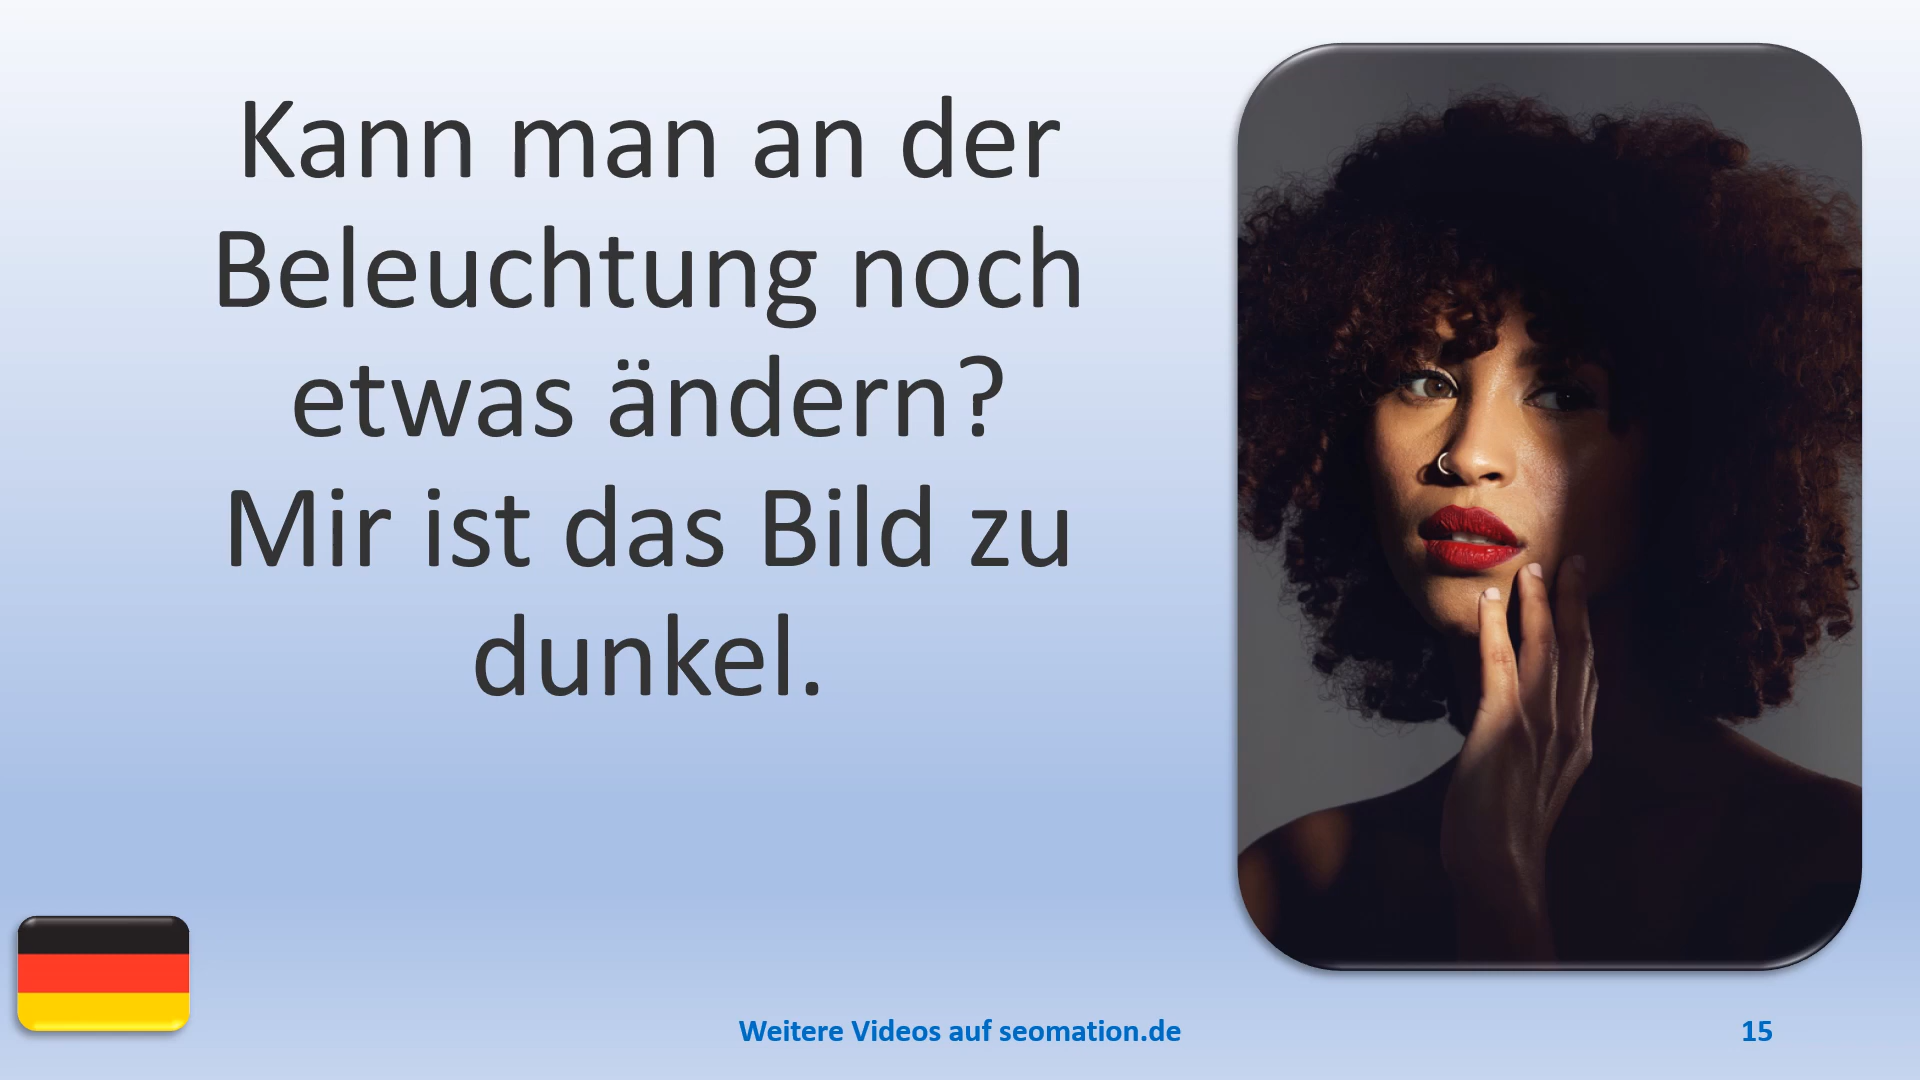 Kann man an der
Beleuchtung noch
etwas ändern?
Mir ist das Bild zu
dunkel.
Weitere Videos auf seomation.de
15